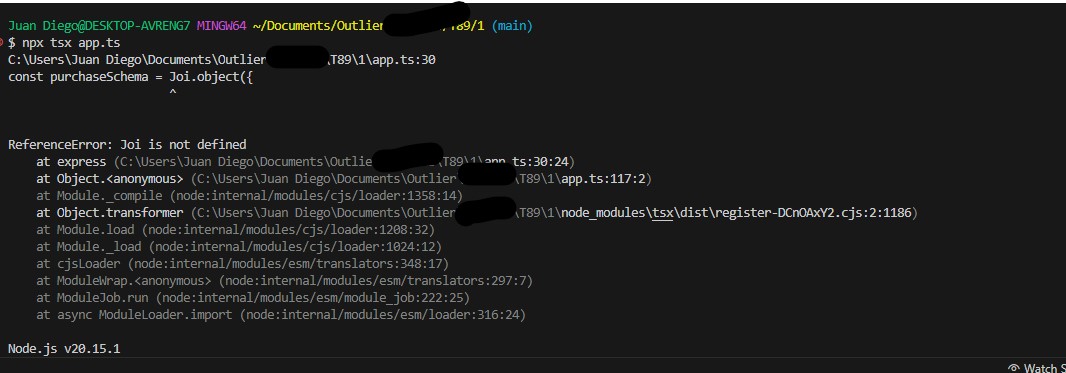 Juan Diego@DESKTOP-AVRENG7 MINGW64 ~/Documents/Outlier /T89/1 (main)
$ npx tsx app.ts
C:\Users\Juan Diego\Documents\Outlier \T89\1\app.ts:30
const purchaseSchema = Joi.object({
^
ReferenceError: Joi is not defined
at express (C:\Users\Juan Diego\Documents\Outlier \T89\1\app.ts:30:24)
at Object.<anonymous> (C:\Users\Juan Diego\Documents\Outlier \T89\1\app.ts:117:2)
at Module._compile (node:internal/modules/cjs/loader:1358:14)
at Object.transformer (C:\Users\Juan Diego\Documents\Outlier \T89\1\node_modules\tsx\dist\register-DCnOAxY2.cjs:2:1186)
at Module.load (node:internal/modules/cjs/loader:1208:32)
at Module._load (node:internal/modules/cjs/loader:1024:12)
at cjsLoader (node:internal/modules/esm/translators:348:17)
at ModuleWrap.<anonymous> (node:internal/modules/esm/translators:297:7)
at ModuleJob.run (node:internal/modules/esm/module_job:222:25)
at async ModuleLoader.import (node:internal/modules/esm/loader:316:24)
Node.js v20.15.1
Watch S